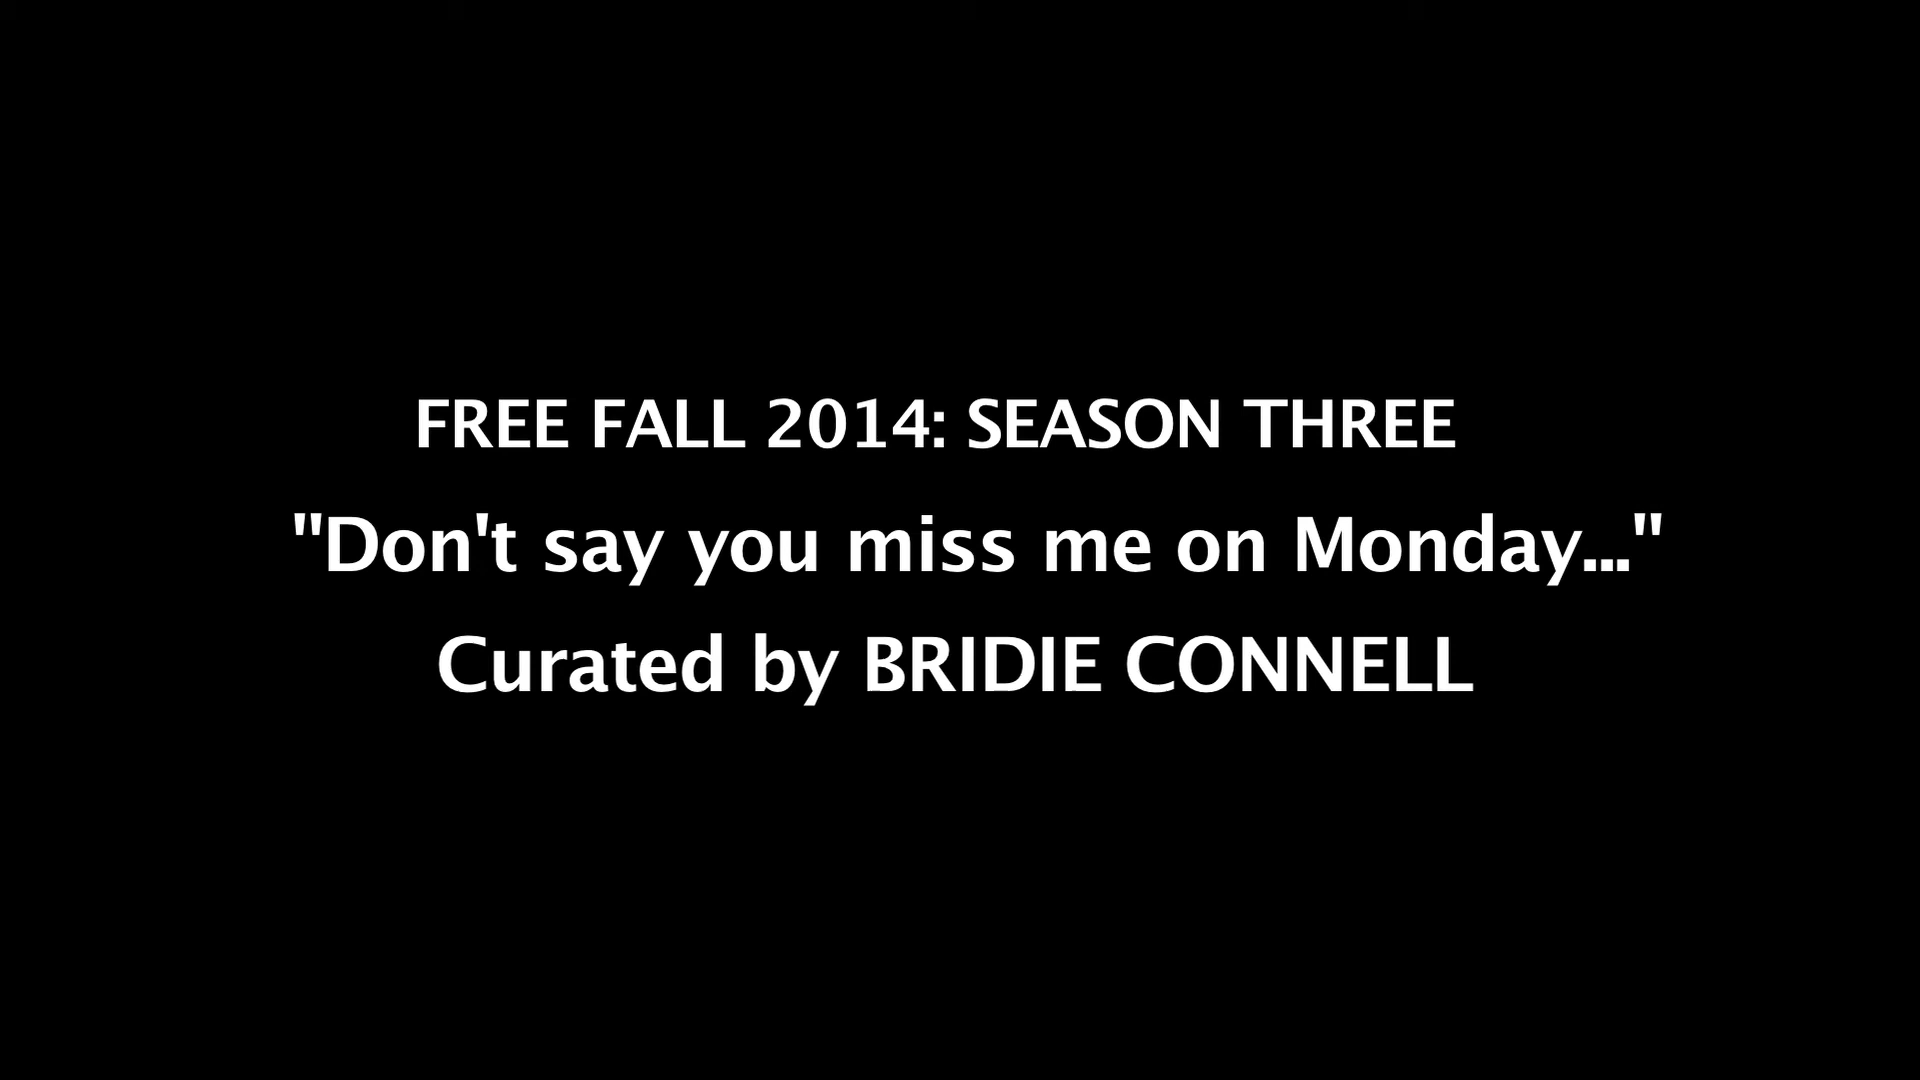 FREE FALL 2014: SEASON THREE
"Don't say you miss me on Monday..."
Curated by BRIDIE CONNELL